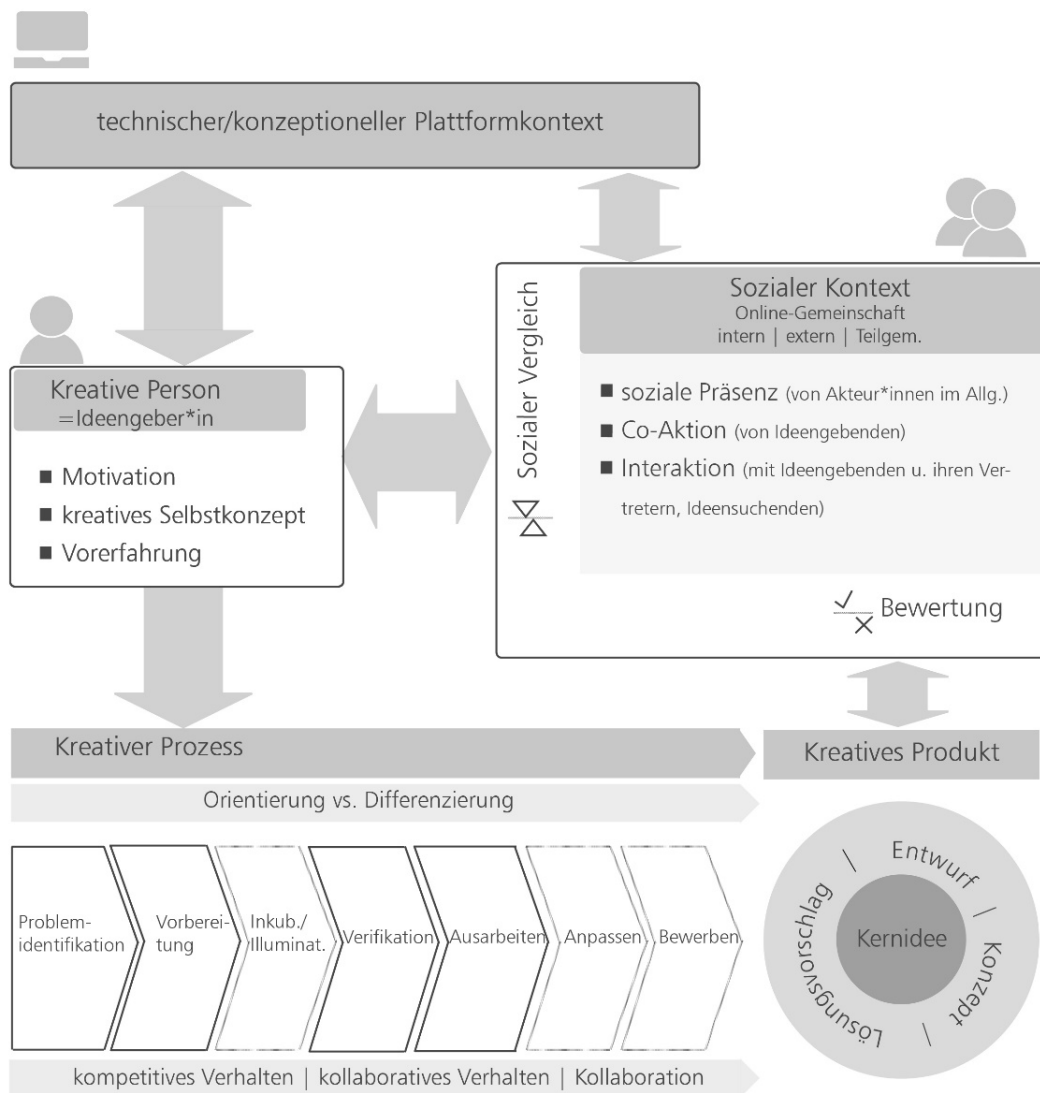 technischer/konzeptioneller Plattformkontext
Kreative Person
=Ideengeber*in
■ Motivation
■ kreatives Selbstkonzept
■ Vorerfahrung
Sozialer Vergleich
Sozialer Kontext
Online-Gemeinschaft
intern | extern | Teilgem.
■ soziale Präsenz (von Akteur*innen im Allg.)
■ Co-Aktion (von Ideengebenden)
■ Interaktion (mit Ideengebenden u. ihren Ver-
tretern, Ideensuchenden)
Bewertung
Kreativer Prozess
Orientierung vs. Differenzierung
Problem-
identifikation
Vorberei-
tung
Inkub./
Illuminat.
Verifikation
Ausarbeiten
Anpassen
Bewerben
kompetitives Verhalten | kollaboratives Verhalten | Kollaboration
Kreatives Produkt
Lösungsvorschlag | Entwurf | Konzept |
Kernidee